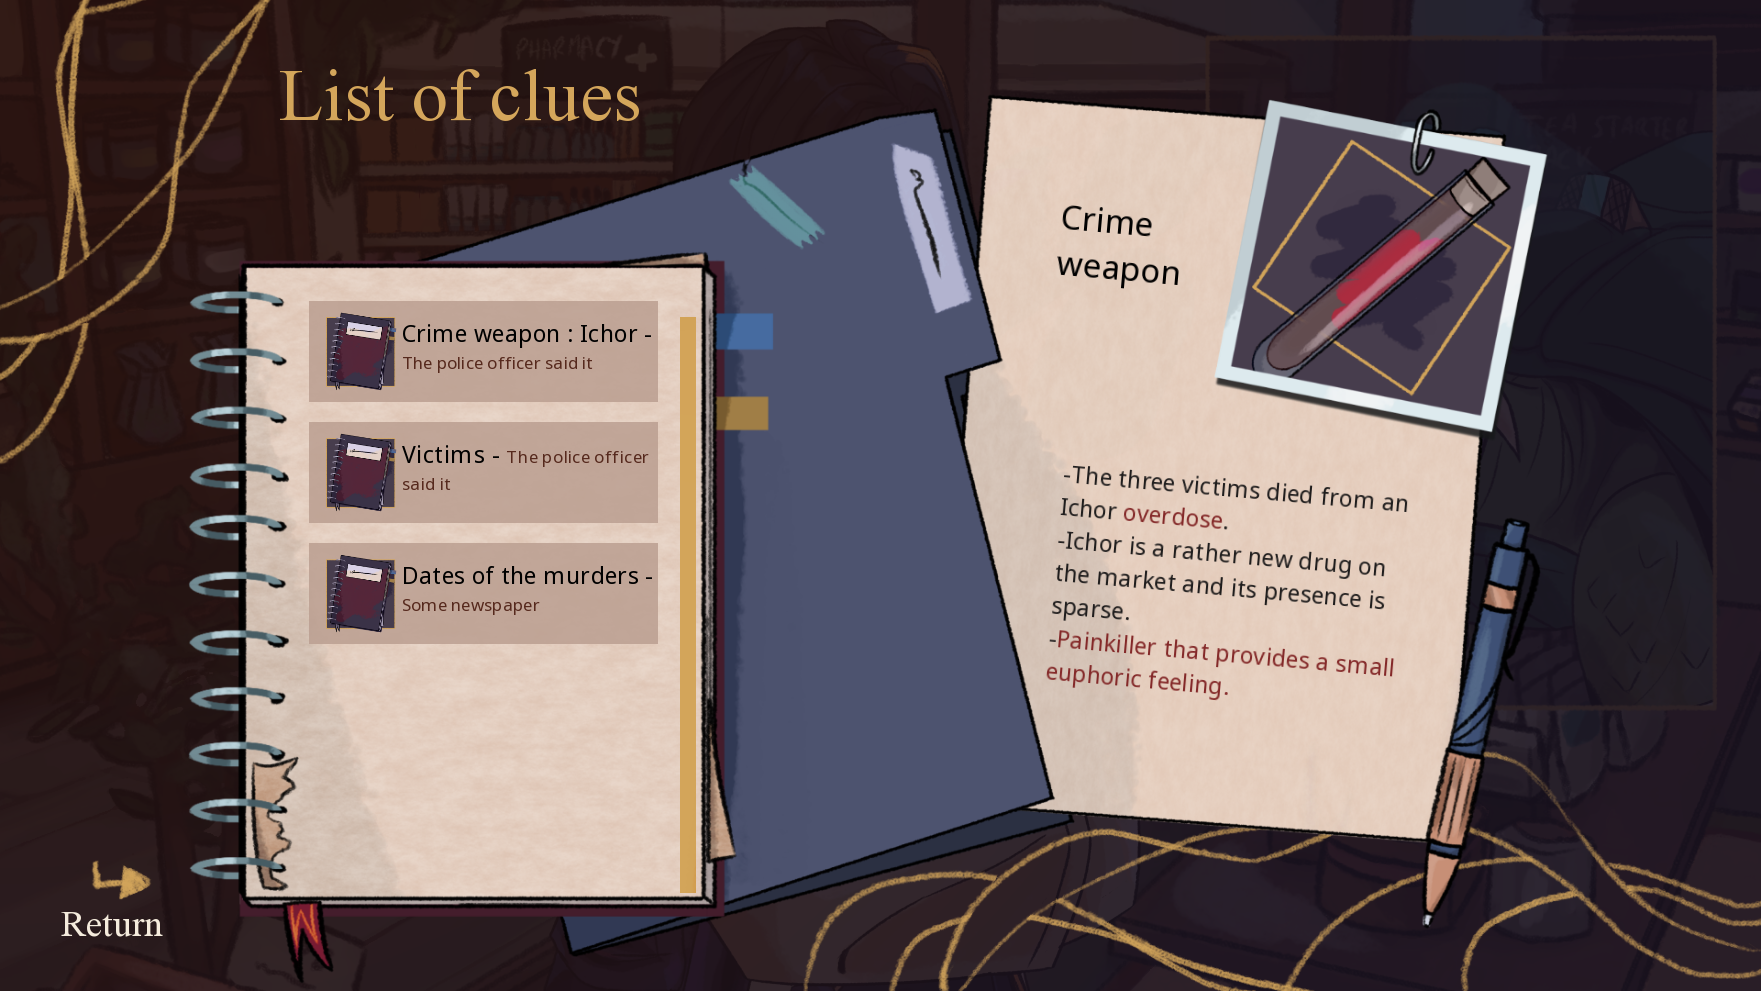 PHARMACY
List of clues
TEA STARTER
Crime weapon : Ichor -
The police officer said it
Victims - The police officer
said it
Dates of the murders -
Some newspaper
Crime
weapon
-The three victims died from an
Ichor overdose.
-Ichor is a rather new drug on
the market and its presence is
sparse.
-Painkiller that provides a small
euphoric feeling.
Return